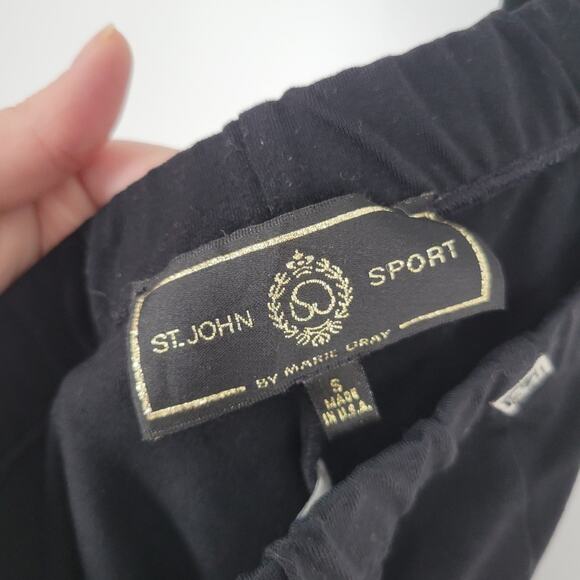 ST.JOHN SPORT
BY MARIE GRAY
S
MADE
IN U.S.A.